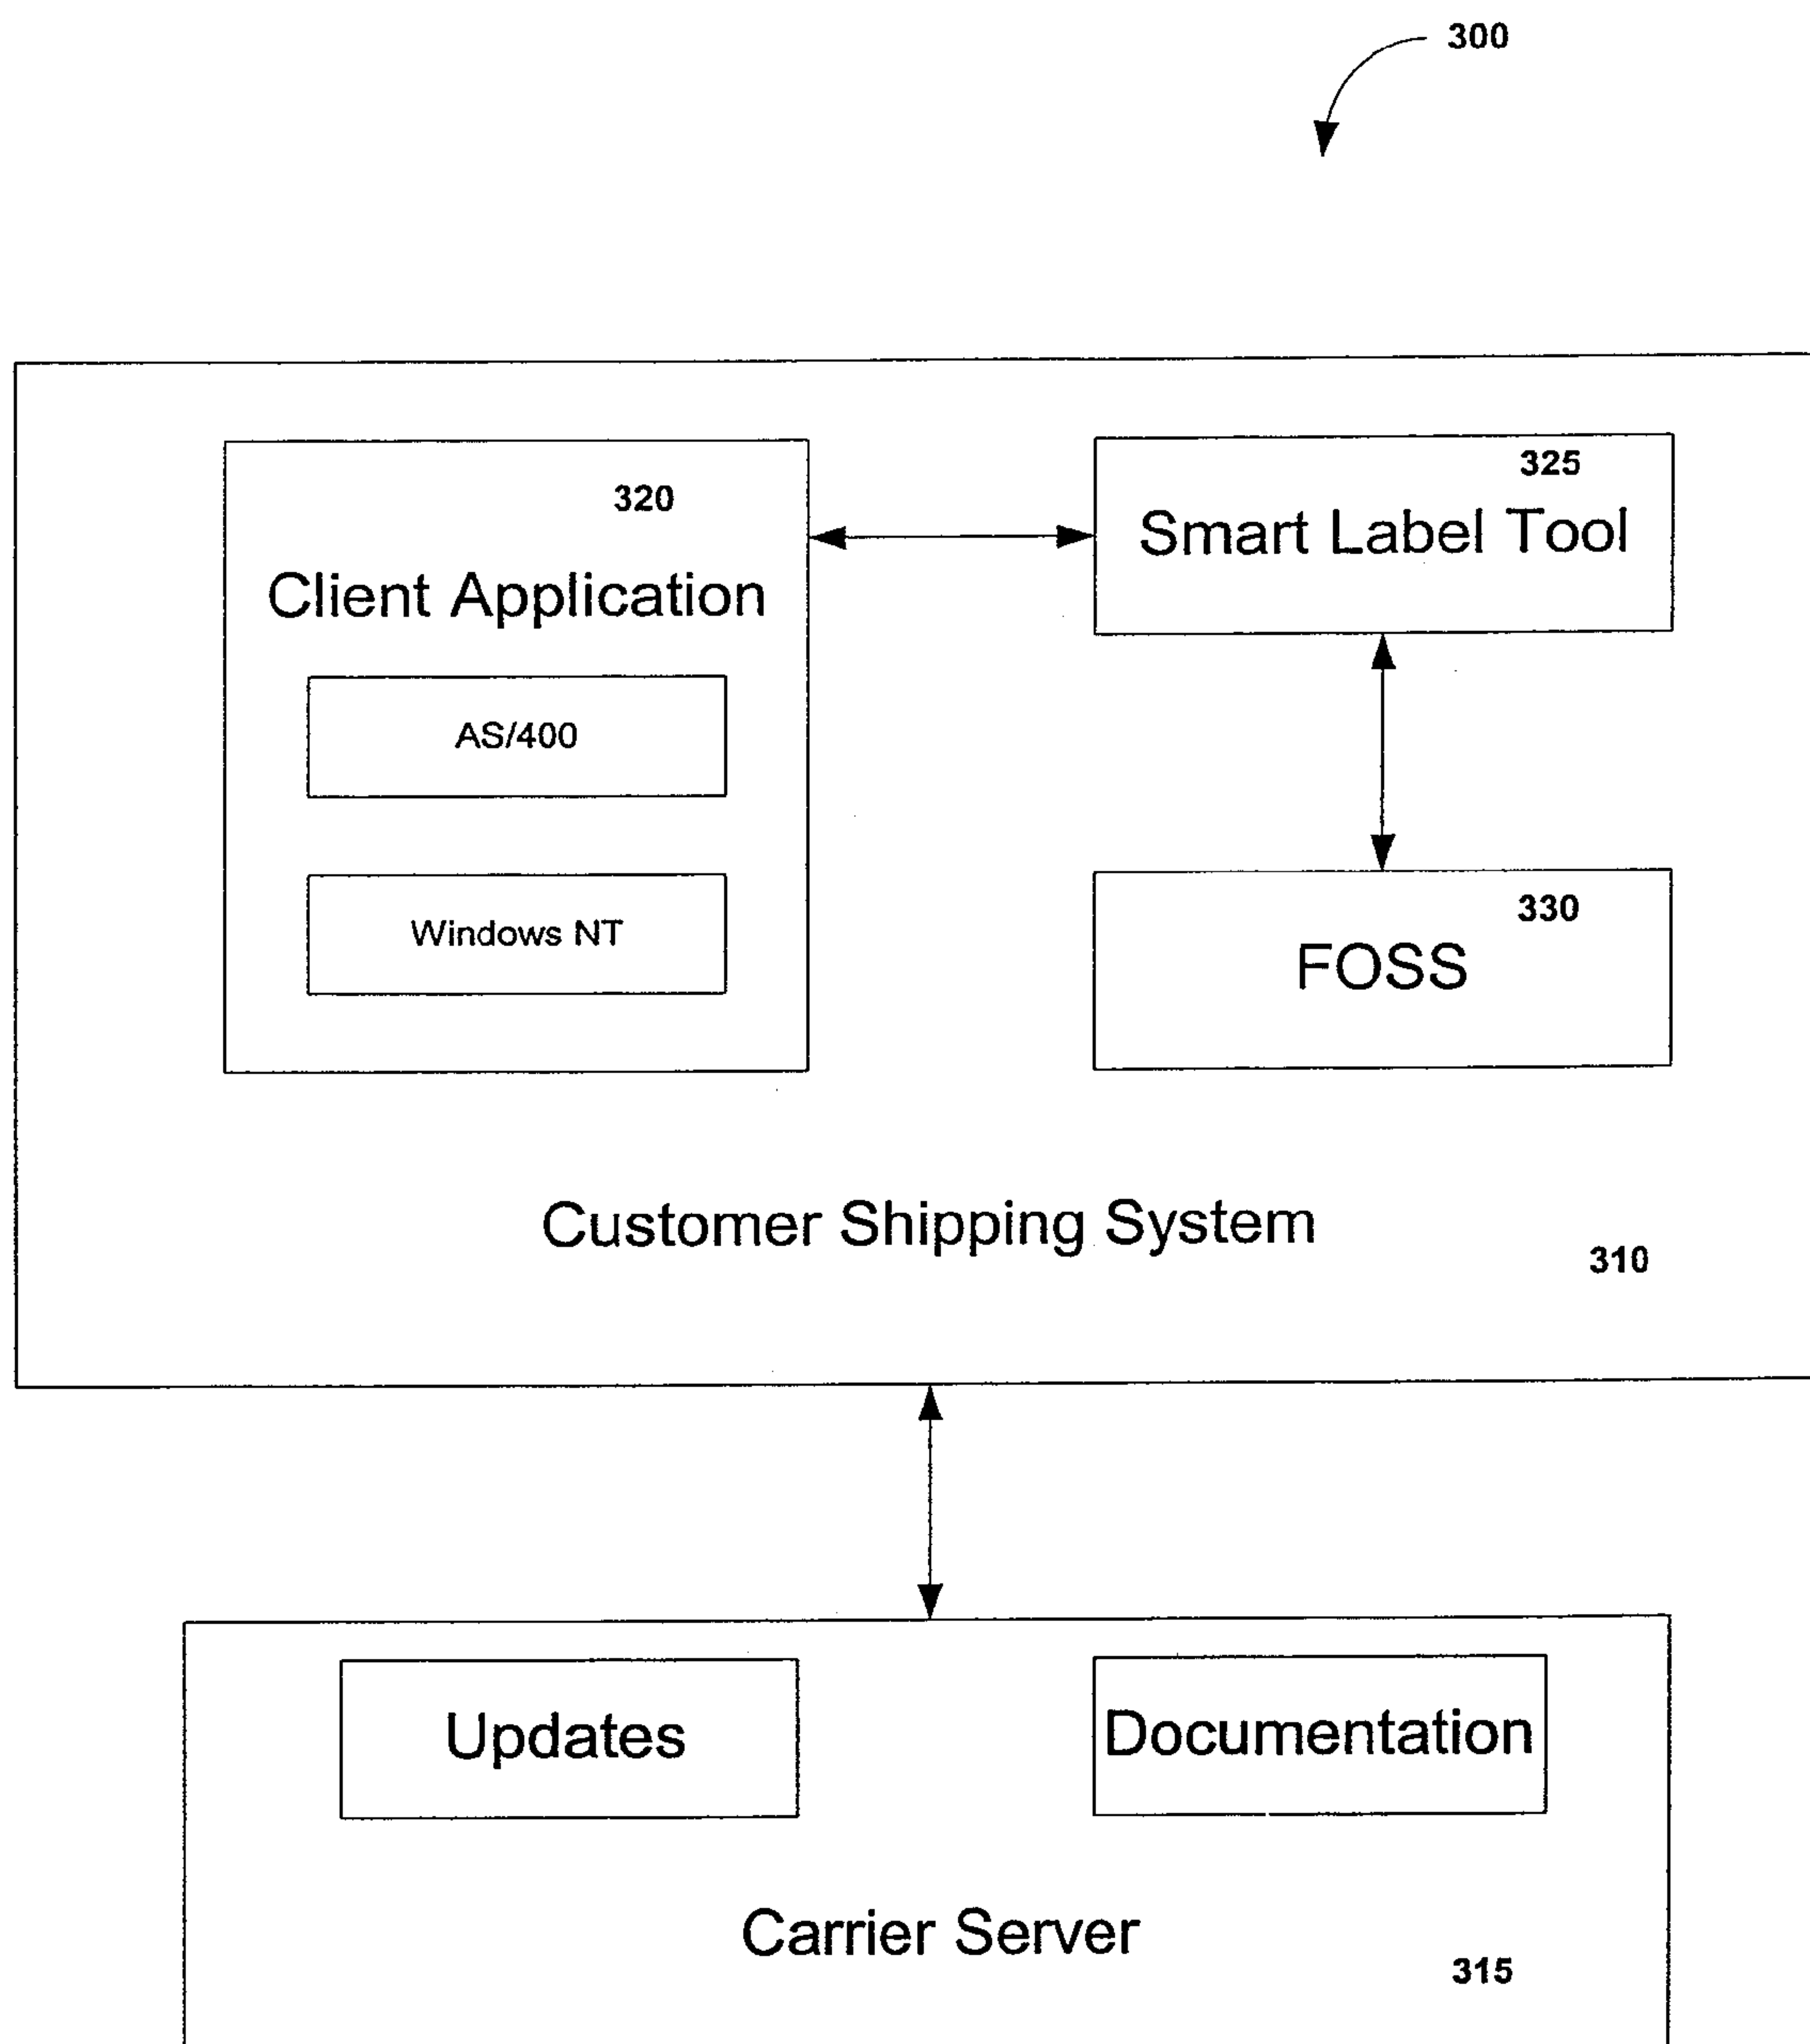 300
320
Client Application
AS/400
Windows NT
325
Smart Label Tool
330
FOSS
Customer Shipping System
310
Updates
Documentation
Carrier Server
315